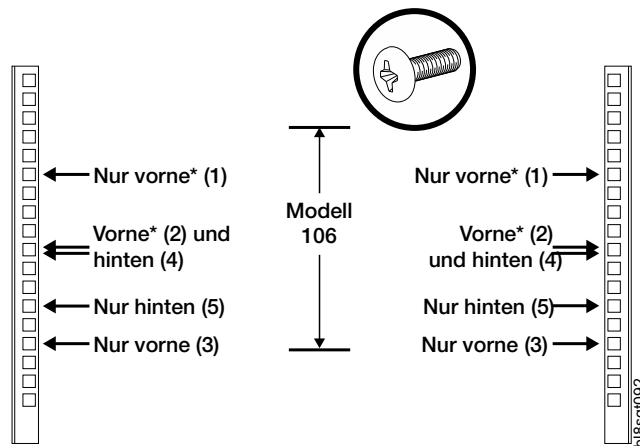 Nur vorne* (1)
Vorne* (2) und
hinten (4)
Nur hinten (5)
Nur vorne (3)
Modell
106
Nur vorne* (1)
Vorne* (2)
und hinten (4)
Nur hinten (5)
Nur vorne (3)